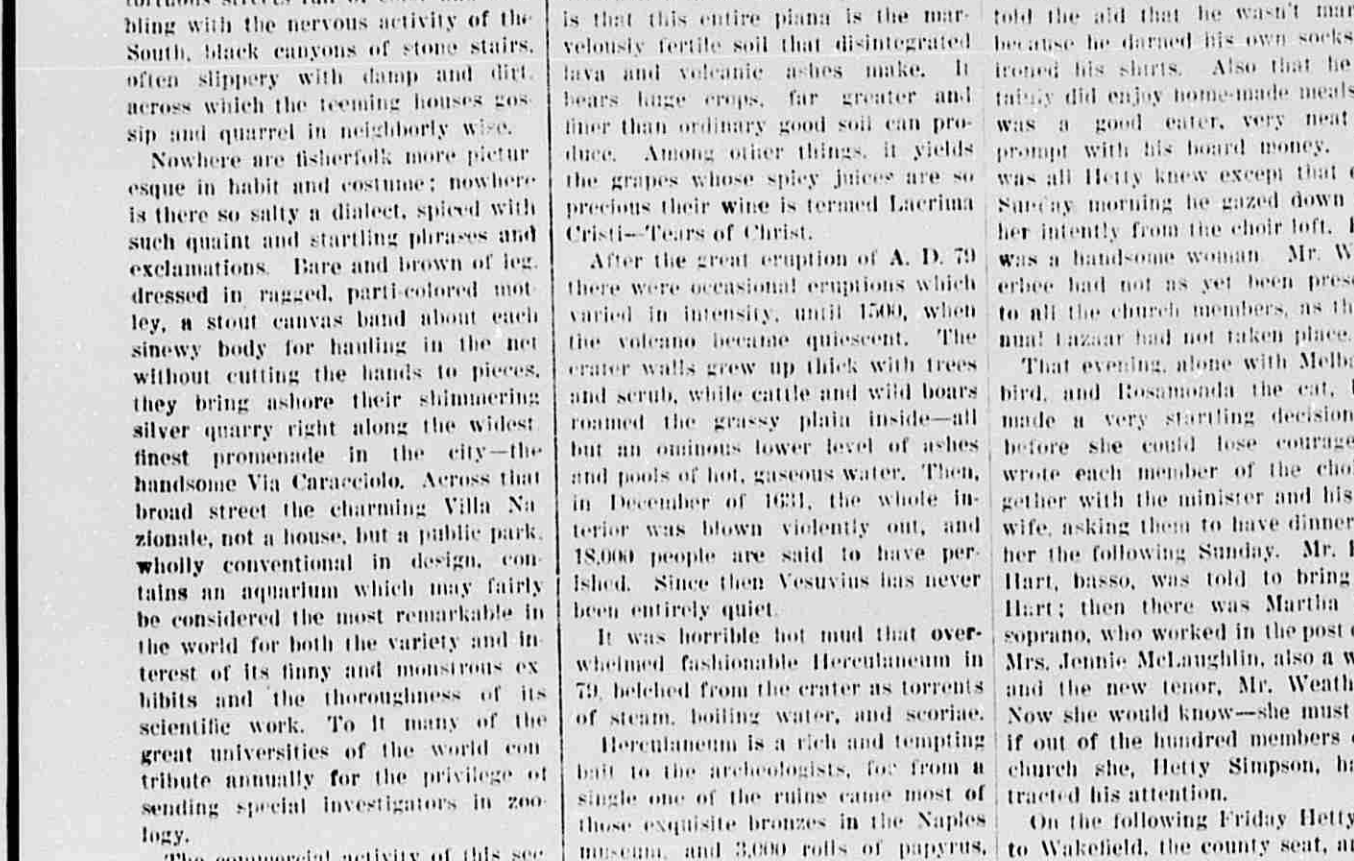 bling with the nervous activity of the
South, black canyons of stone stairs,
often slippery with damp and dirt,
across which the teeming houses gos
sip and quarrel in neighborly wise.
Nowhere are fisherfolk more pictur
esque in habit and costume; nowhere
is there so salty a dialect, spiced with
such quaint and startling phrases and
exclamations. Bare and brown of leg,
dressed in ragged, parti-colored mot
ley, a stout canvas band about each
sinewy body for hauling in the net
without cutting the hands to pieces,
they bring ashore their shimmering
silver quarry right along the widest
finest promenade in the city—the
handsome Via Caracciolo. Across that
broad street the charming Villa Na
zionale, not a house, but a public park,
wholly conventional in design, con-
tains an aquarium which may fairly
be considered the most remarkable in
the world for both the variety and in-
terest of its finny and monstrous ex
hibits and the thoroughness of its
scientific work. To it many of the
great universities of the world con
tribute annually for the privilege of
sending special investigators in zoo-
logy.
The commercial activity of this sec
is that this entire piana is the mar-
velously fertile soil that disintegrated
lava and volcanic ashes make. It
bears huge crops, far greater and
finer than ordinary good soil can pro-
duce. Among other things, it yields
the grapes whose spicy juices are so
precious their wine is termed Lacrima
Cristi—Tears of Christ.
After the great eruption of A. D. 79
there were occasional eruptions which
varied in intensity, until 1500, when
the volcano became quiescent. The
crater walls grew up thick with trees
and scrub, while cattle and wild boars
roamed the grassy plain inside—all
but an ominous lower level of ashes
and pools of hot, gaseous water. Then,
in December of 1631, the whole in-
terior was blown violently out, and
18,000 people are said to have per-
ished. Since then Vesuvius has never
been entirely quiet.
It was horrible hot mud that over-
whelmed fashionable Herculaneum in
79, belched from the crater as torrents
of steam, boiling water, and scoriae.
Herculaneum is a rich and tempting
bait to the archeologists, for from a
single one of the ruins came most of
those exquisite bronzes in the Naples
museum, and 3,000 rolls of papyrus,
told the aid that he wasn't mar
because he darned his own socks
ironed his shirts. Also that he
tainly did enjoy home-made meals
was a good eater, very neat
prompt with his board money.
was all Hetty knew except that
Sunday morning he gazed down
her intently from the choir loft.
was a handsome woman. Mr. W
erbee had not as yet been prese
to all the church members, as th
nual bazaar had not taken place.
That evening, alone with Melba
bird, and Rosamonda the cat,
made a very startling decision
before she could lose courage
wrote each member of the choi
gether with the minister and his
wife, asking them to have dinner
her the following Sunday. Mr.
Hart, basso, was told to bring
Hart; then there was Martha
soprano, who worked in the post o
Mrs. Jennie McLaughlin, also a w
and the new tenor, Mr. Weath
Now she would know—she must
if out of the hundred members
church she, Hetty Simpson, ha
tracted his attention.
On the following Friday Hetty
to Wakefield, the county seat, a